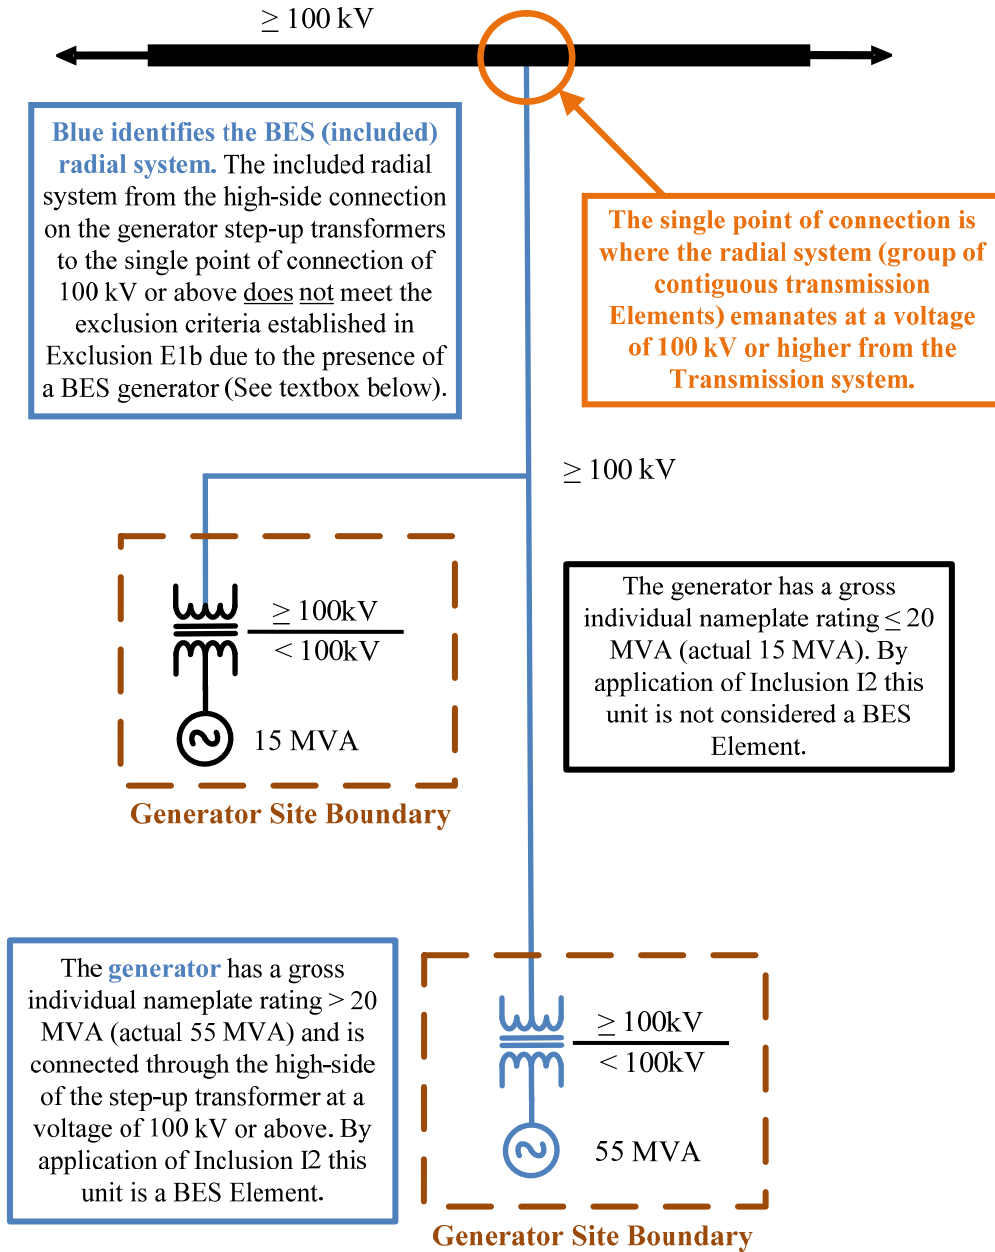 ≥ 100 kV
Blue identifies the BES (included)
radial system. The included radial
system from the high-side connection
on the generator step-up transformers
to the single point of connection of
100 kV or above does not meet the
exclusion criteria established in
Exclusion E1b due to the presence of
a BES generator (See textbox below).
The single point of connection is
where the radial system (group of
contiguous transmission
Elements) emanates at a voltage
of 100 kV or higher from the
Transmission system.
≥ 100 kV
≥ 100kV
< 100kV
15 MVA
Generator Site Boundary
The generator has a gross
individual nameplate rating ≤ 20
MVA (actual 15 MVA). By
application of Inclusion I2 this
unit is not considered a BES
Element.
The generator has a gross
individual nameplate rating > 20
MVA (actual 55 MVA) and is
connected through the high-side
of the step-up transformer at a
voltage of 100 kV or above. By
application of Inclusion I2 this
unit is a BES Element.
≥ 100kV
< 100kV
55 MVA
Generator Site Boundary